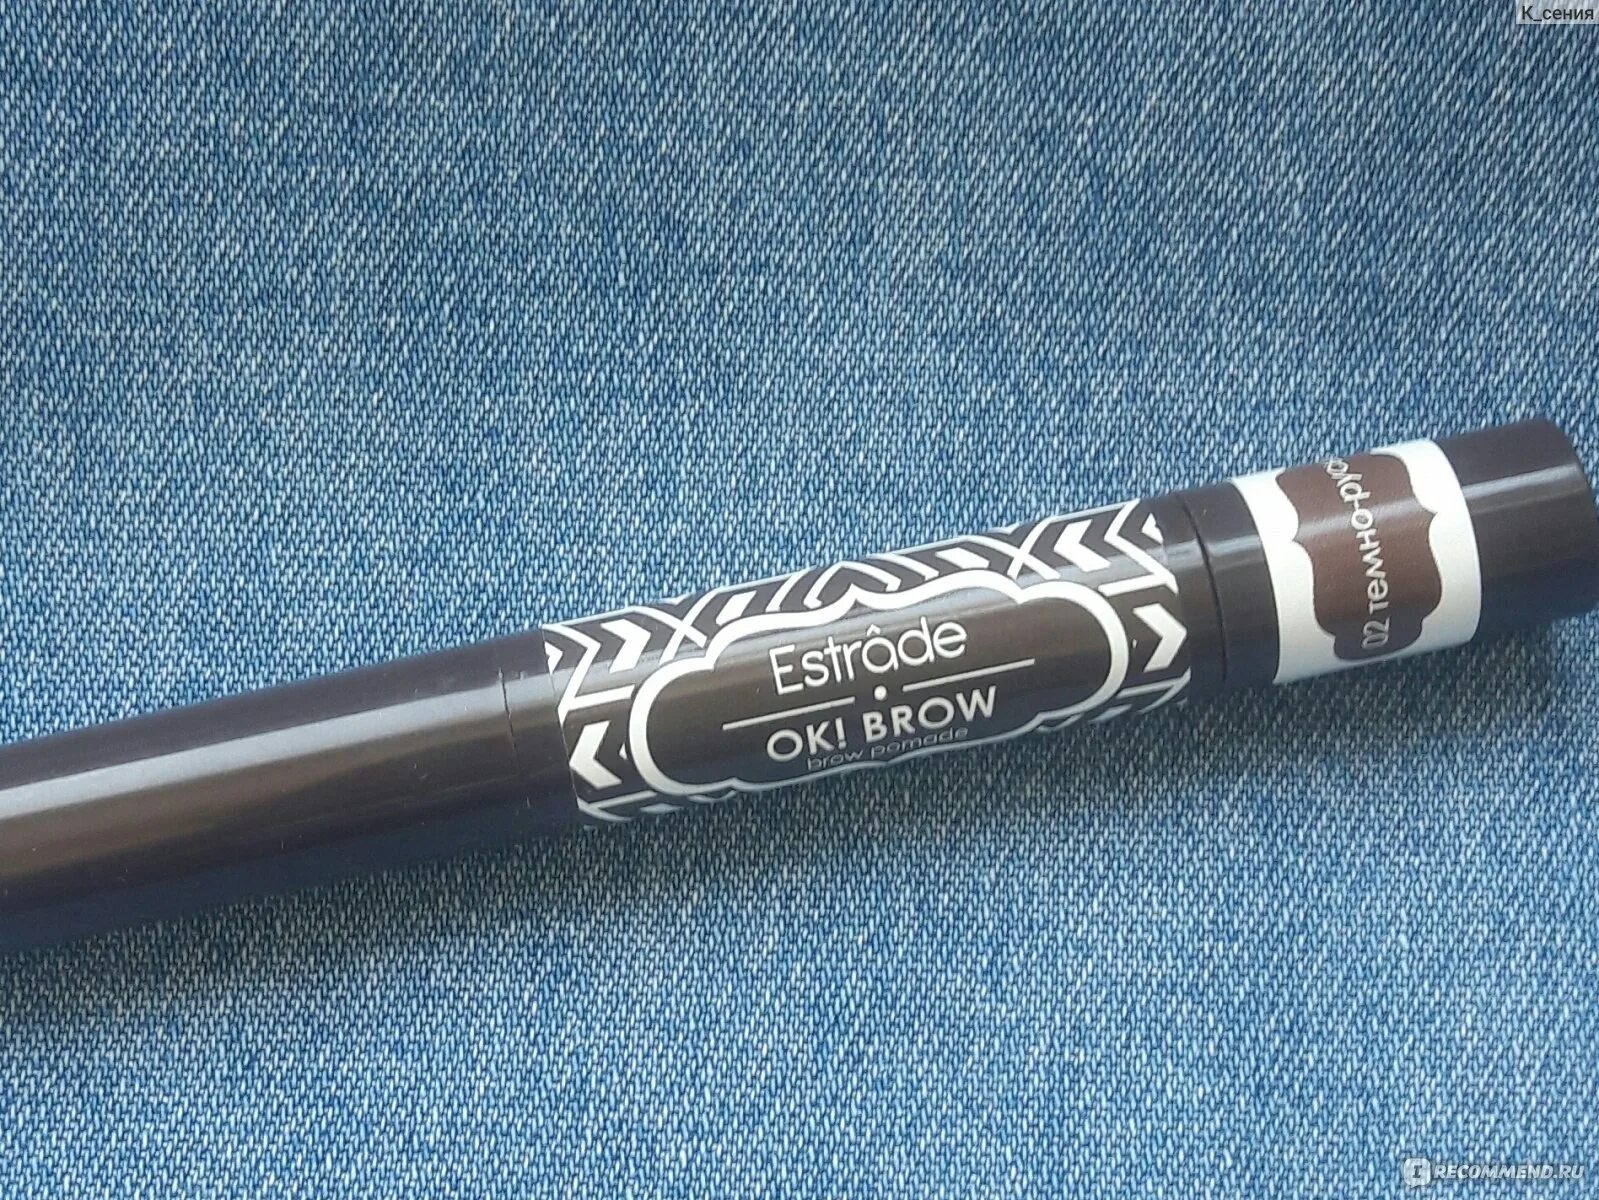 К_сения
Estrâde
OK! BROW
brow pomade
02 темно-рус
IRECOMMEND.RU